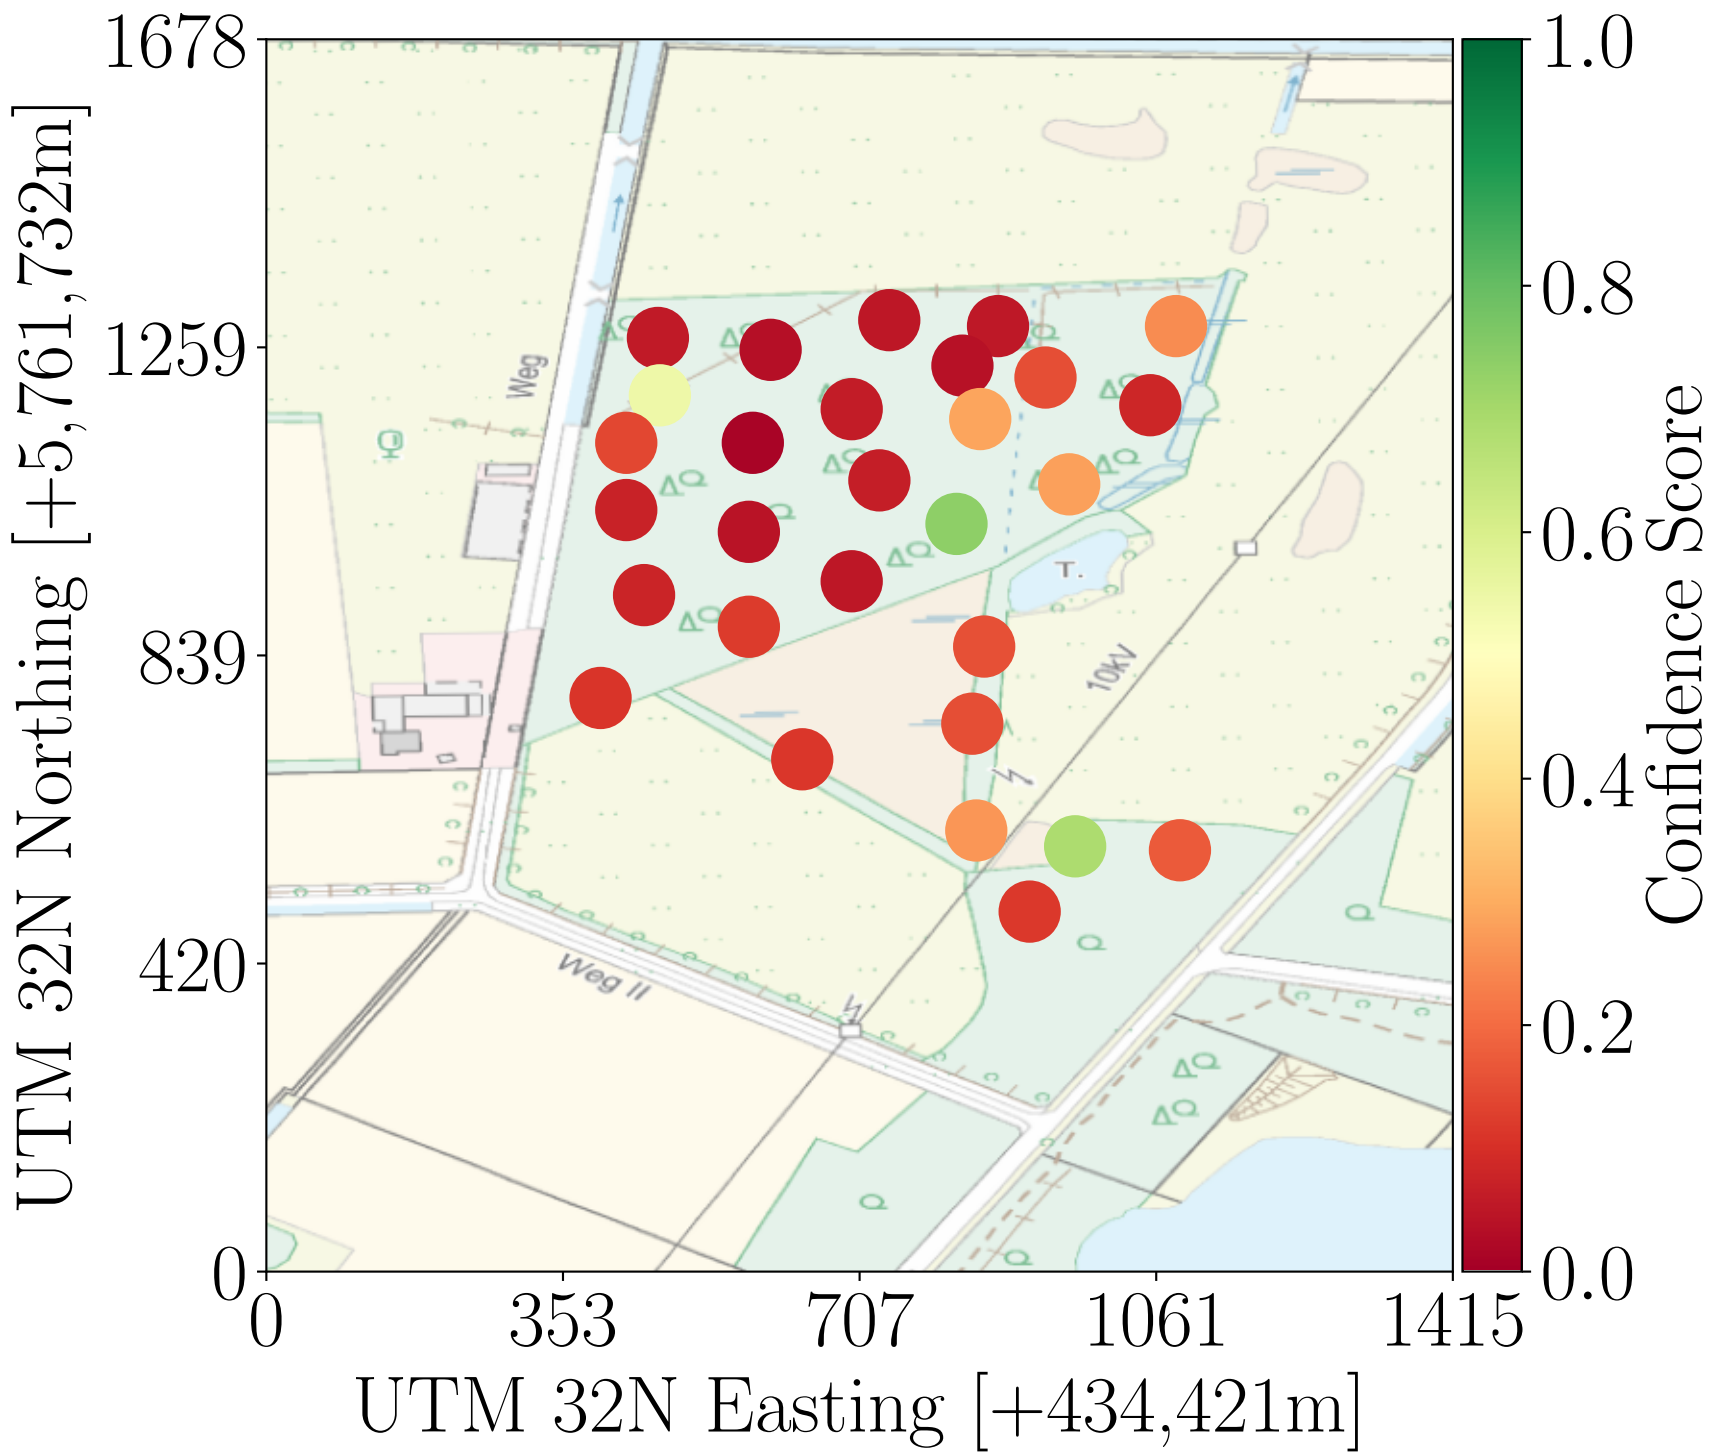 1678
1259
839
420
0
UTM 32N Northing [+5,761,732m]
0
353
707
1061
1415
UTM 32N Easting [+434,421m]
1.0
0.8
0.6
0.4
0.2
0.0
Confidence Score
Weg
T.
10kV
Weg II